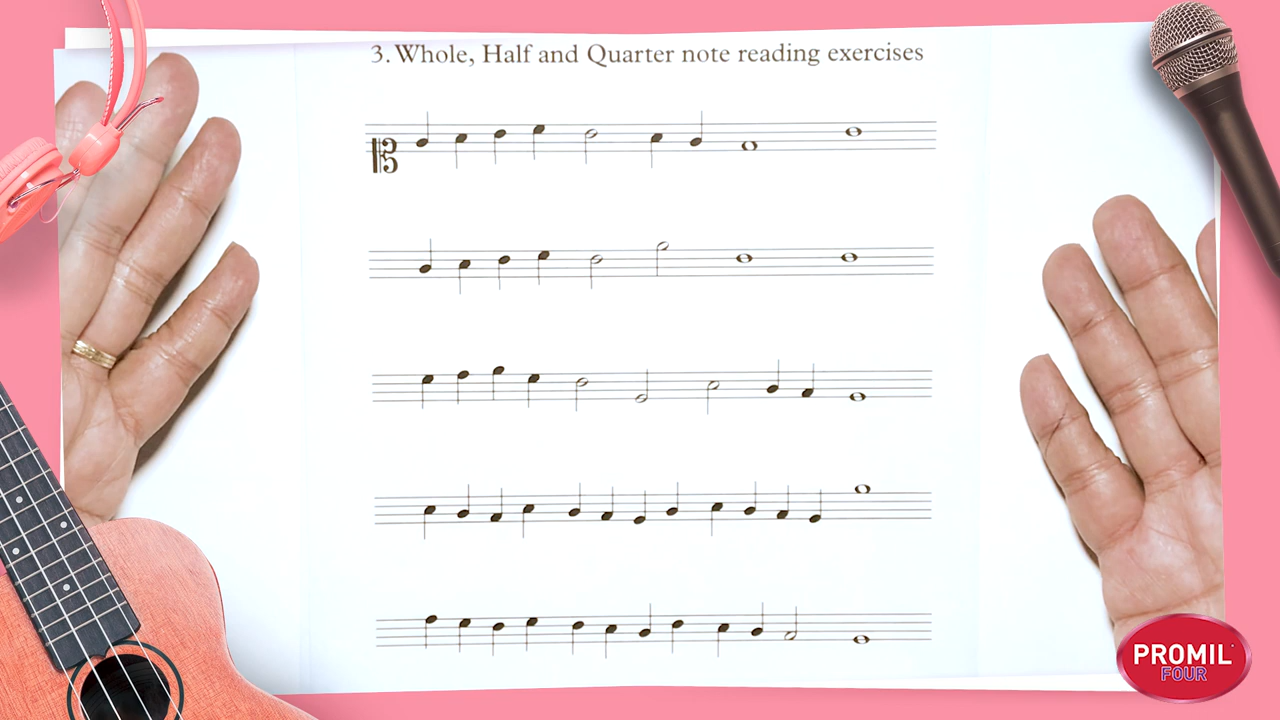 3. Whole, Half and Quarter note reading exercises
PROMIL
FOUR